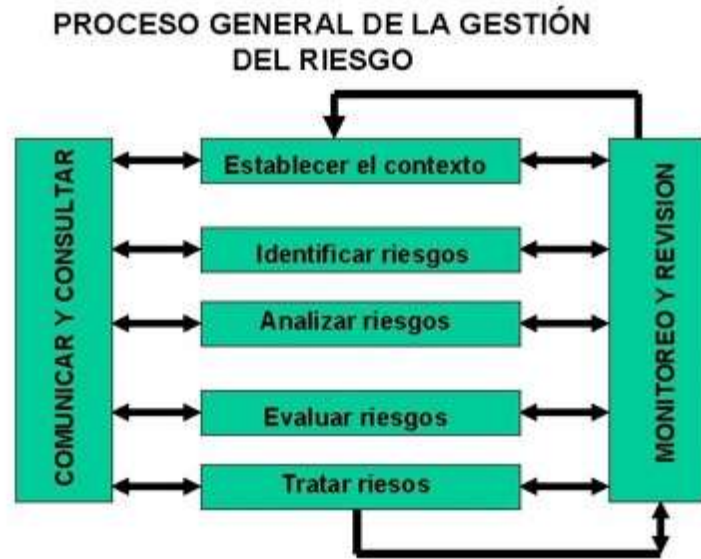 PROCESO GENERAL DE LA GESTIÓN
DEL RIESGO
COMUNICAR Y CONSULTAR
Establecer el contexto
Identificar riesgos
Analizar riesgos
Evaluar riesgos
Tratar riesos
MONITOREO Y REVISION